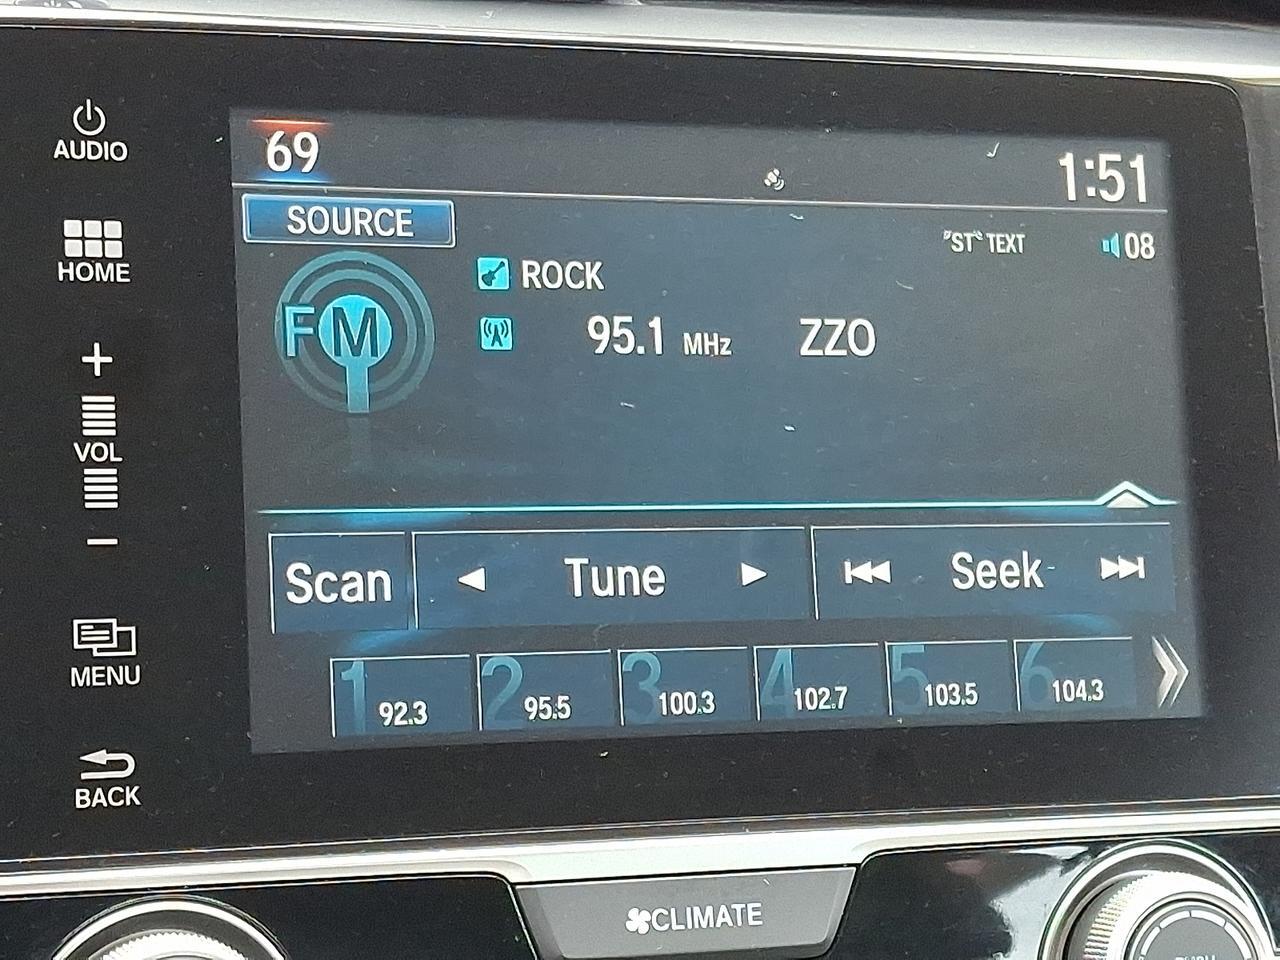 AUDIO
HOME
+
VOL
−
MENU
BACK
69
1:51
SOURCE
"ST" TEXT
08
FM
ROCK
95.1 MHz ZZO
Scan
Tune
Seek
1 92.3
2 95.5
3 100.3
4 102.7
5 103.5
6 104.3
CLIMATE